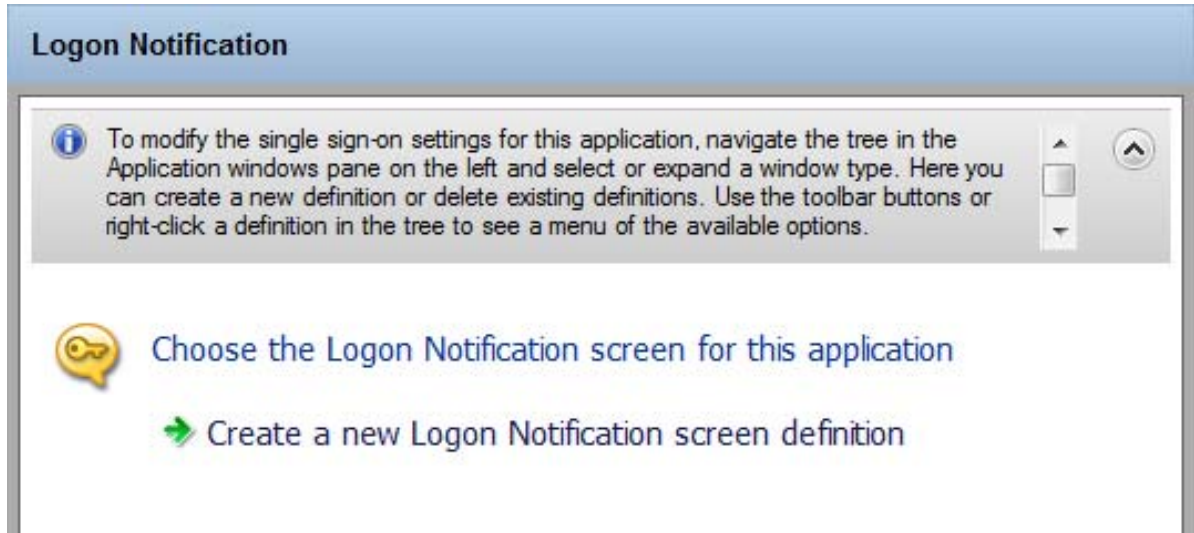 Logon Notification
To modify the single sign-on settings for this application, navigate the tree in the
Application windows pane on the left and select or expand a window type. Here you
can create a new definition or delete existing definitions. Use the toolbar buttons or
right-click a definition in the tree to see a menu of the available options.
Choose the Logon Notification screen for this application
Create a new Logon Notification screen definition